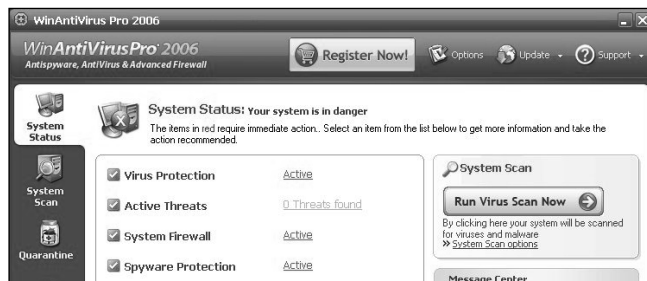 WinAntiVirus Pro 2006
WinAntiVirusPro 2006
Antispyware, AntiVirus & Advanced Firewall
Register Now!
Options
Update
Support
System Status
System Scan
Quarantine
System Status: Your system is in danger
The items in red require immediate action.. Select an item from the list below to get more information and take the
action recommended.
Virus Protection Active
Active Threats 0 Threats found
System Firewall Active
Spyware Protection Active
System Scan
Run Virus Scan Now
By clicking here your system will be scanned
for viruses and malware
» System Scan options
Message Center